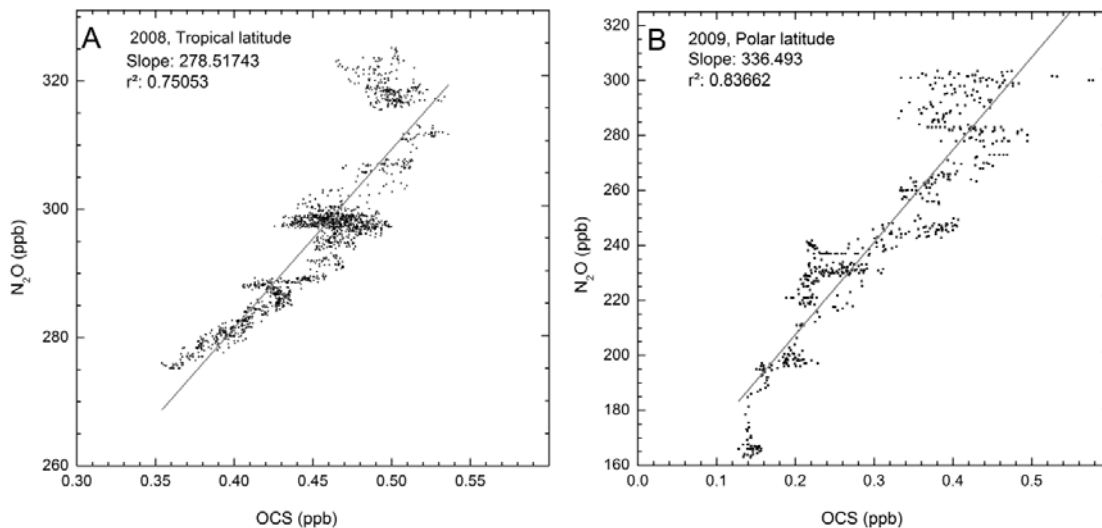 A
2008, Tropical latitude
Slope: 278.51743
r²: 0.75053
320
300
280
260
N₂O (ppb)
0.30 0.35 0.40 0.45 0.50 0.55
OCS (ppb)
B
2009, Polar latitude
Slope: 336.493
r²: 0.83662
320
300
280
260
240
220
200
180
160
N₂O (ppb)
0.0 0.1 0.2 0.3 0.4 0.5
OCS (ppb)